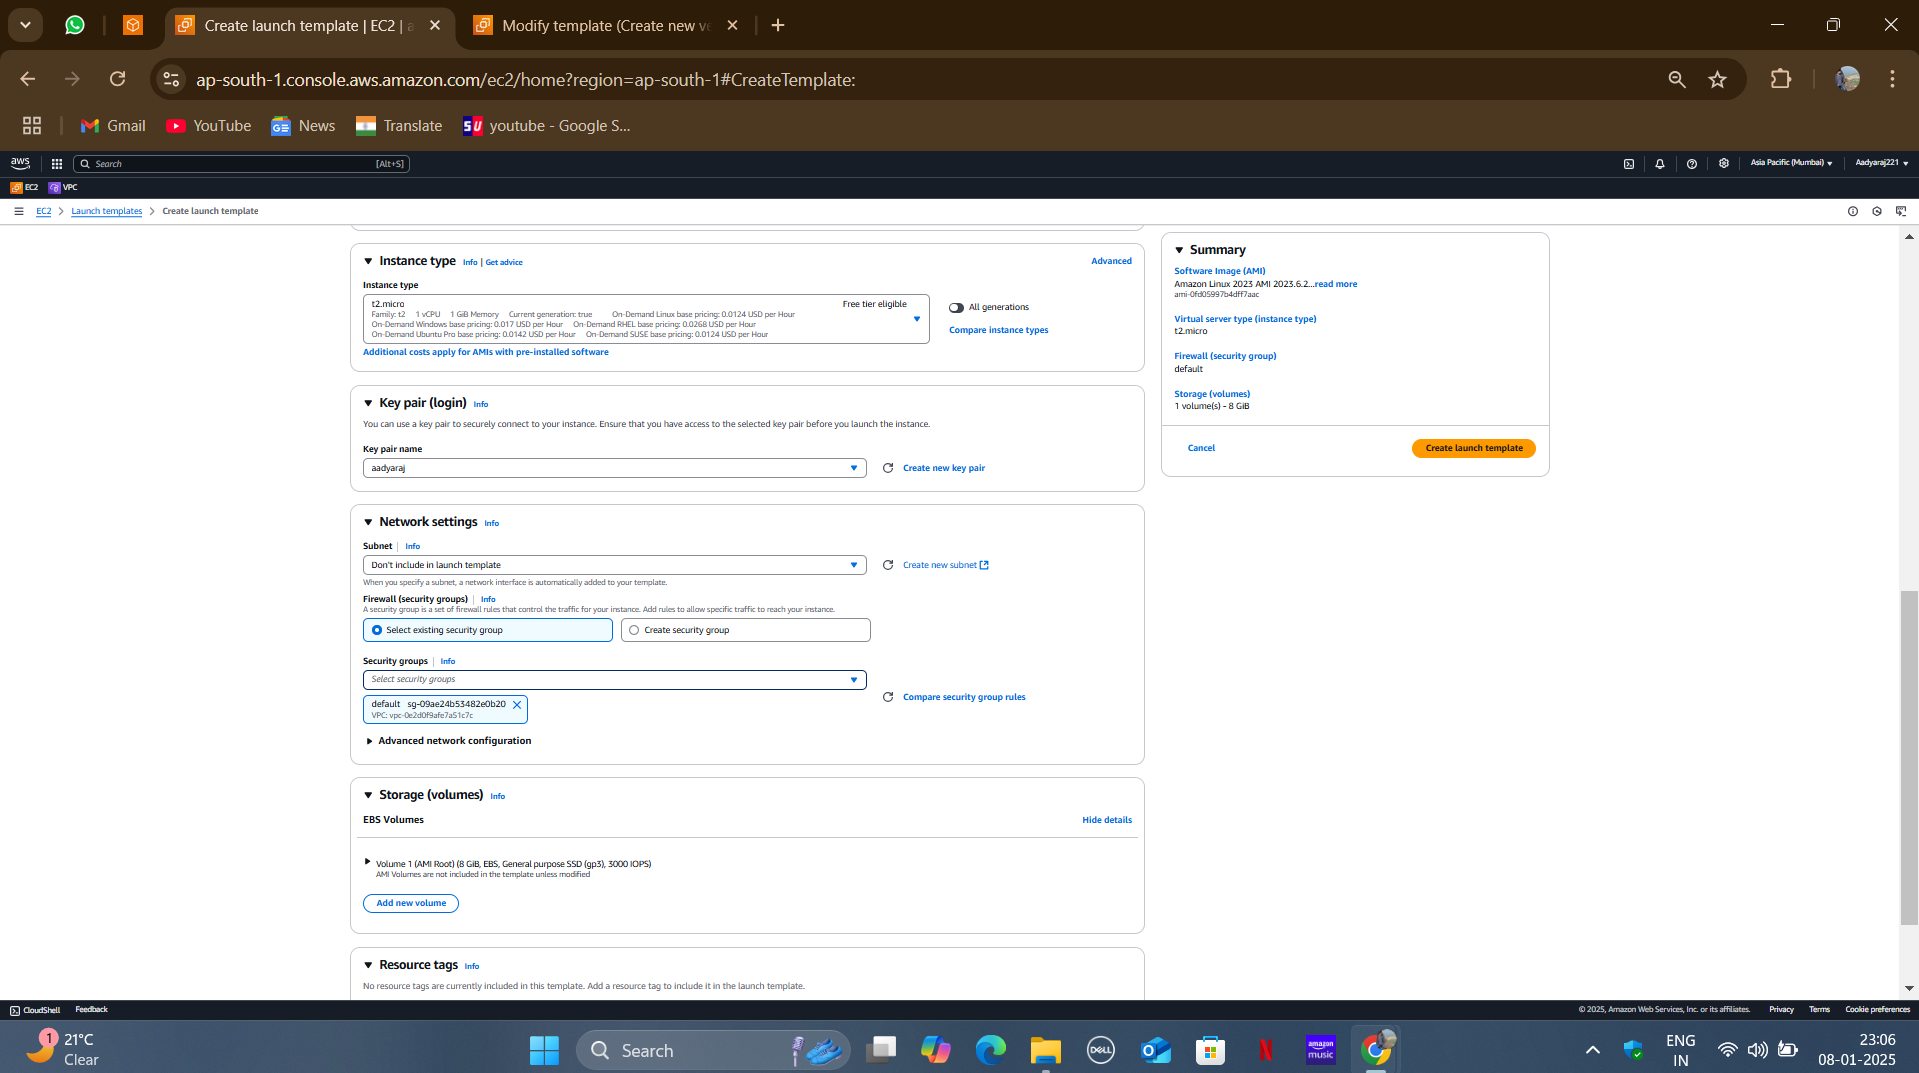 Create launch template | EC2 | a
Modify template (Create new ve
ap-south-1.console.aws.amazon.com/ec2/home?region=ap-south-1#CreateTemplate:
Gmail
YouTube
News
Translate
SU youtube - Google S...
aws
Search
[Alt+S]
Asia Pacific (Mumbai)
Aadyaraj221
EC2
VPC
EC2 > Launch templates > Create launch template
Instance type Info | Get advice
Advanced
Instance type
t2.micro
Free tier eligible
Family: t2 1 vCPU 1 GiB Memory Current generation: true On-Demand Linux base pricing: 0.0124 USD per Hour
On-Demand Windows base pricing: 0.017 USD per Hour On-Demand RHEL base pricing: 0.0268 USD per Hour
On-Demand Ubuntu Pro base pricing: 0.0142 USD per Hour On-Demand SUSE base pricing: 0.0124 USD per Hour
All generations
Compare instance types
Additional costs apply for AMIs with pre-installed software
Key pair (login) Info
You can use a key pair to securely connect to your instance. Ensure that you have access to the selected key pair before you launch the instance.
Key pair name
aadyaraj
Create new key pair
Network settings Info
Subnet | Info
Don't include in launch template
Create new subnet
When you specify a subnet, a network interface is automatically added to your template.
Firewall (security groups) | Info
A security group is a set of firewall rules that control the traffic for your instance. Add rules to allow specific traffic to reach your instance.
Select existing security group
Create security group
Security groups | Info
Select security groups
Compare security group rules
default sg-09ae24b53482e0b20
VPC: vpc-0e2d0f9afe7a51c7c
Advanced network configuration
Storage (volumes) Info
EBS Volumes
Hide details
Volume 1 (AMI Root) (8 GiB, EBS, General purpose SSD (gp3), 3000 IOPS)
AMI Volumes are not included in the template unless modified
Add new volume
Resource tags Info
No resource tags are currently included in this template. Add a resource tag to include it in the launch template.
Summary
Software Image (AMI)
Amazon Linux 2023 AMI 2023.6.2...read more
ami-0fd05997b4dff7aac
Virtual server type (instance type)
t2.micro
Firewall (security group)
default
Storage (volumes)
1 volume(s) - 8 GiB
Cancel
Create launch template
CloudShell
Feedback
© 2025, Amazon Web Services, Inc. or its affiliates.
Privacy
Terms
Cookie preferences
1
21°C
Clear
Search
DELL
amazon music
ENG
IN
23:06
08-01-2025